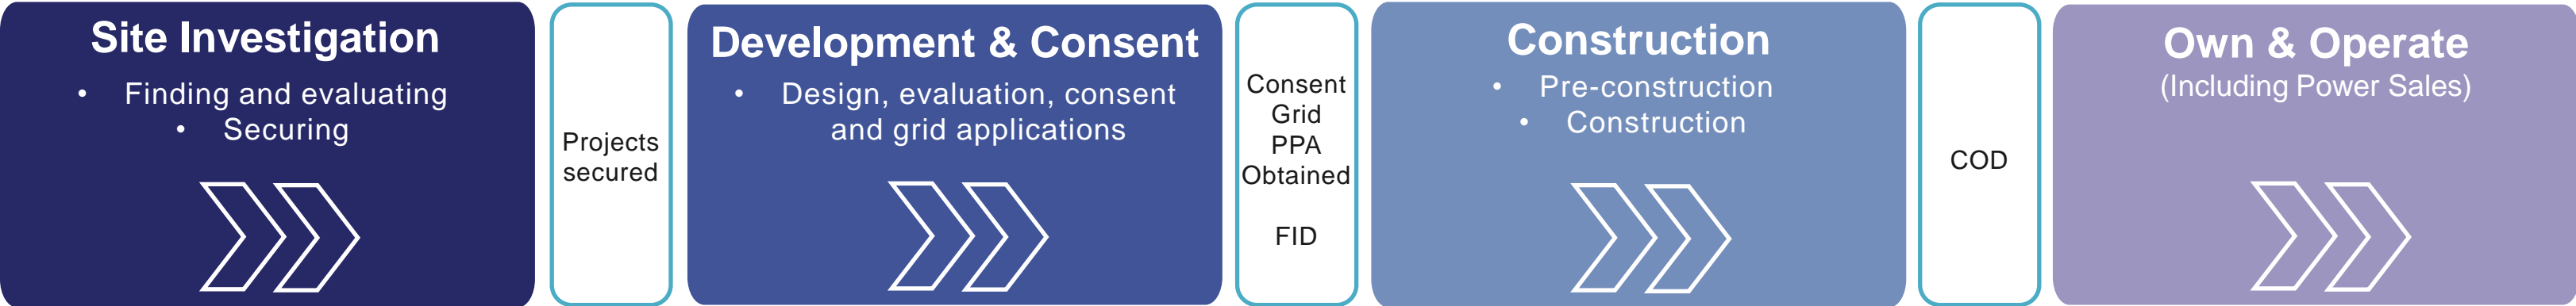 Site Investigation
• Finding and evaluating
• Securing
Projects
secured
Development & Consent
• Design, evaluation, consent
and grid applications
Consent
Grid
PPA
Obtained
FID
Construction
• Pre-construction
• Construction
COD
Own & Operate
(Including Power Sales)